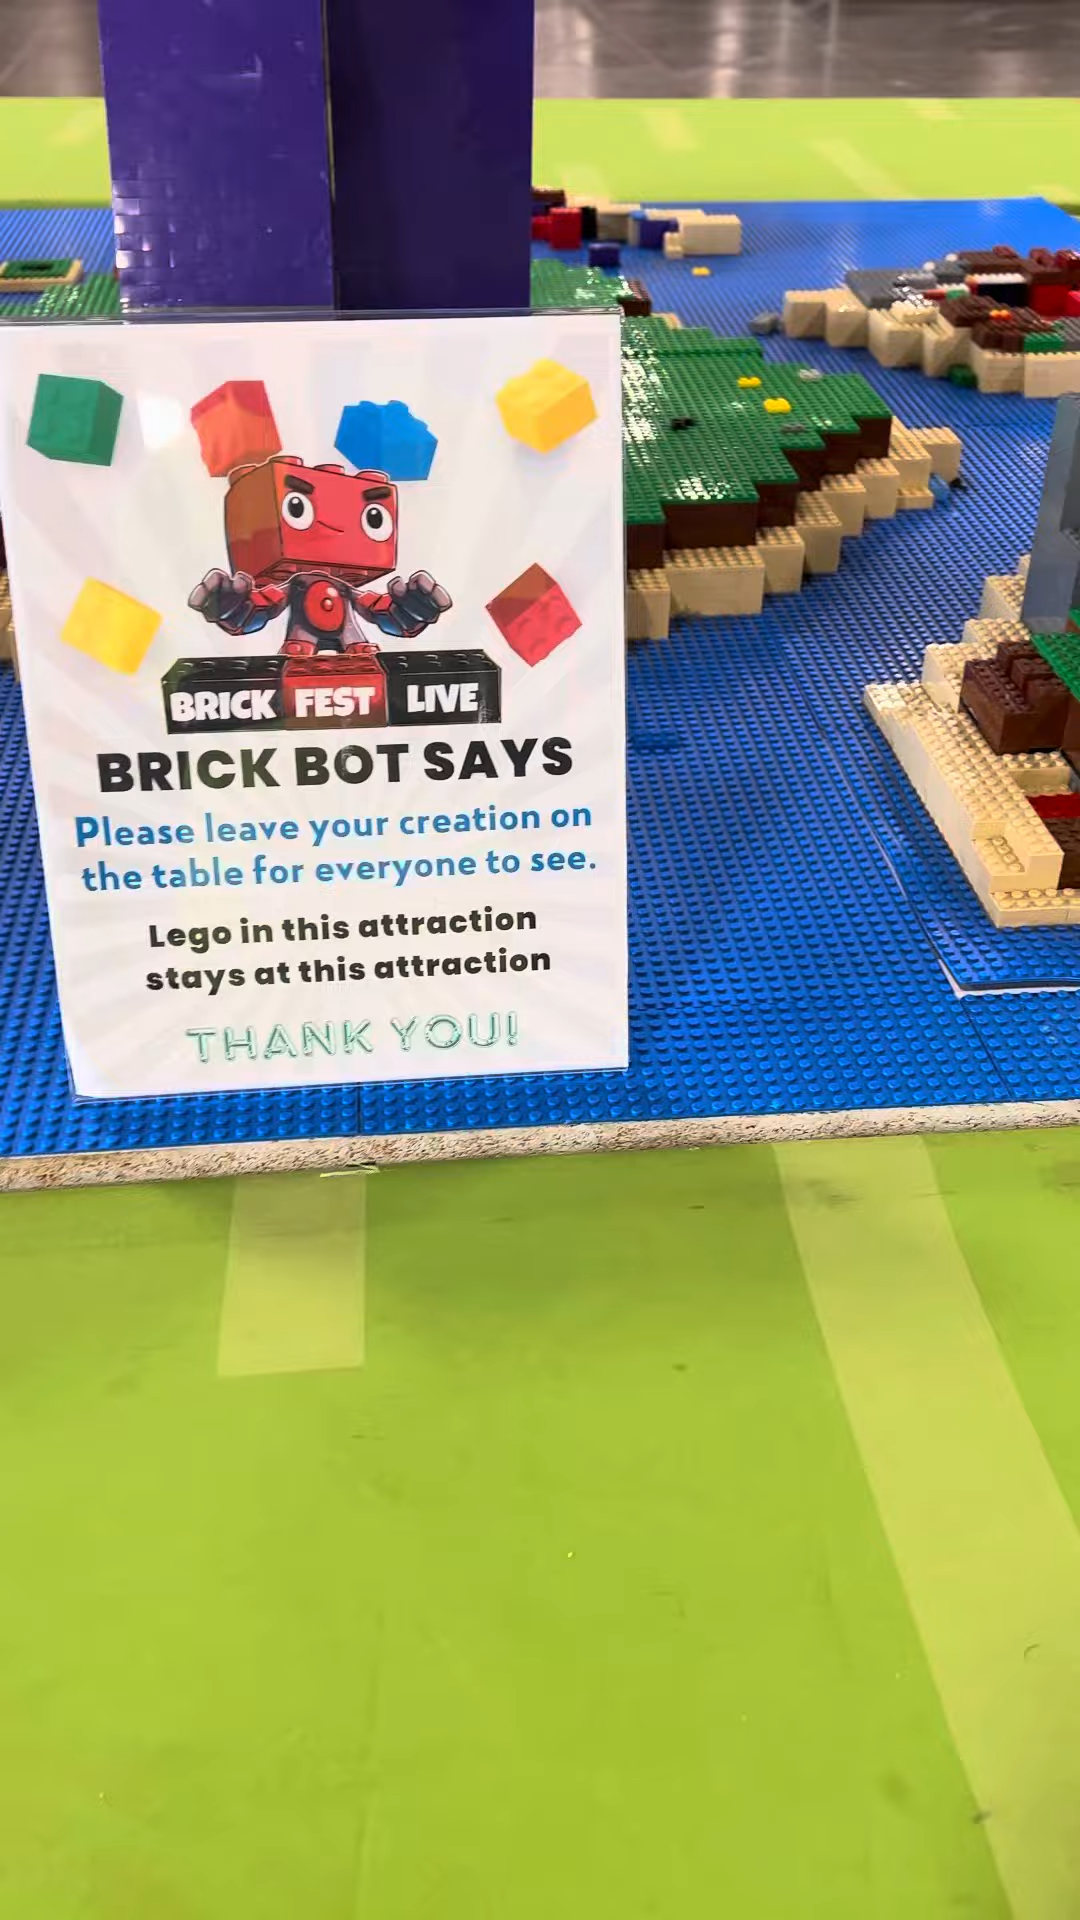 BRICK FEST LIVE
BRICK BOT SAYS
Please leave your creation on
the table for everyone to see.
Lego in this attraction
stays at this attraction
THANK YOU!